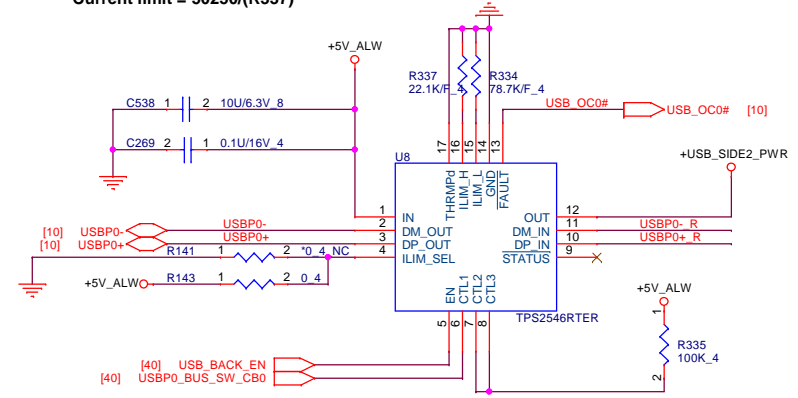 Current limit = 50250/(R337)
+5V_ALW
C538 1 2 10U/6.3V_8
C269 2 1 0.1U/16V_4
R337
22.1K/F_4
R334
78.7K/F_4
USB_OC0#
USB_OC0# [10]
+USB_SIDE2_PWR
U8
17 16 15 14 13
THRMPd
ILIM_H
ILIM_L
GND
FAULT
1 IN
2 DM_OUT
3 DP_OUT
4 ILIM_SEL
OUT 12
DM_IN 11
DP_IN 10
STATUS 9
[10] USBP0- USBP0-
[10] USBP0+ USBP0+
USBP0-_R
USBP0+_R
R141 1 2 *0_4_NC
+5V_ALW R143 1 2 0_4
EN
CTL1
CTL2
CTL3
5 6 7 8
TPS2546RTER
+5V_ALW
1
R335
100K_4
2
[40] USB_BACK_EN
[40] USBP0_BUS_SW_CB0